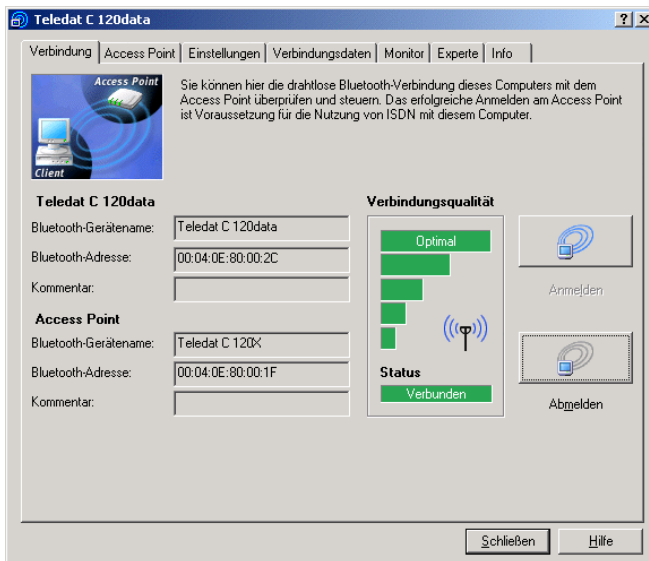 Teledat C 120data
Verbindung Access Point Einstellungen Verbindungsdaten Monitor Experte Info
Access Point
Client
Sie können hier die drahtlose Bluetooth-Verbindung dieses Computers mit dem
Access Point überprüfen und steuern. Das erfolgreiche Anmelden am Access Point
ist Voraussetzung für die Nutzung von ISDN mit diesem Computer.
Teledat C 120data
Bluetooth-Gerätename: Teledat C 120data
Bluetooth-Adresse: 00:04:0E:80:00:2C
Kommentar:
Access Point
Bluetooth-Gerätename: Teledat C 120X
Bluetooth-Adresse: 00:04:0E:80:00:1F
Kommentar:
Verbindungsqualität
Optimal
Status
Verbunden
Anmelden
Abmelden
Schließen Hilfe